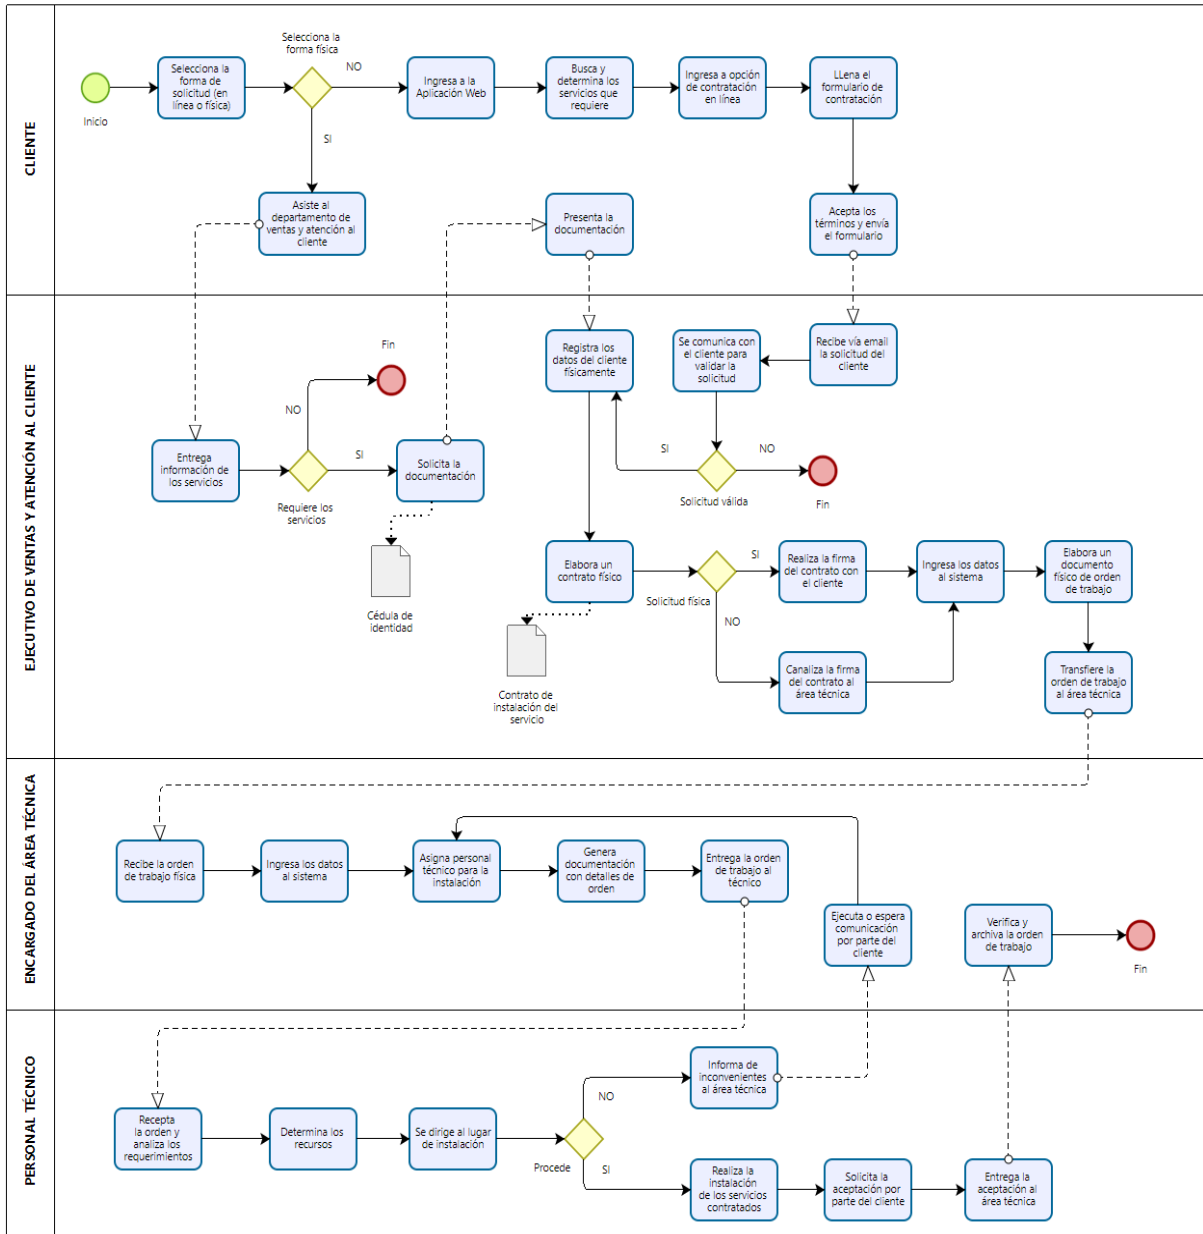 CLIENTE
Inicio
Selecciona la
forma de
solicitud (en
línea o física)
Selecciona la
forma física
NO
SI
Ingresa a la
Aplicación Web
Busca y
determina los
servicios que
requiere
Ingresa a opción
de contratación
en línea
LLena el
formulario de
contratación
Asiste al
departamento de
ventas y atención al
cliente
Presenta la
documentación
Acepta los
términos y envía
el formulario
EJECUTIVO DE VENTAS Y ATENCIÓN AL CLIENTE
Fin
NO
Entrega
información de
los servicios
Requiere los
servicios
SI
Solicita la
documentación
Cédula de
identidad
Registra los
datos del cliente
físicamente
Se comunica con
el cliente para
validar la
solicitud
Recibe vía email
la solicitud del
cliente
SI
NO
Solicitud válida
Fin
Elabora un
contrato físico
Contrato de
instalación del
servicio
Solicitud física
SI
NO
Realiza la firma
del contrato con
el cliente
Canaliza la firma
del contrato al
área técnica
Ingresa los datos
al sistema
Elabora un
documento
físico de orden
de trabajo
Transfiere la
orden de trabajo
al área técnica
ENCARGADO DEL ÁREA TÉCNICA
Recibe la orden
de trabajo física
Ingresa los datos
al sistema
Asigna personal
técnico para la
instalación
Genera
documentación
con detalles de
orden
Entrega la orden
de trabajo al
técnico
Ejecuta o espera
comunicación
por parte del
cliente
Verifica y
archiva la orden
de trabajo
Fin
PERSONAL TÉCNICO
Recepta
la orden y
analiza los
requerimientos
Determina los
recursos
Se dirige al lugar
de instalación
Procede
NO
SI
Informa de
inconvenientes
al área técnica
Realiza la
instalación
de los servicios
contratados
Solicita la
aceptación por
parte del cliente
Entrega la
aceptación al
área técnica